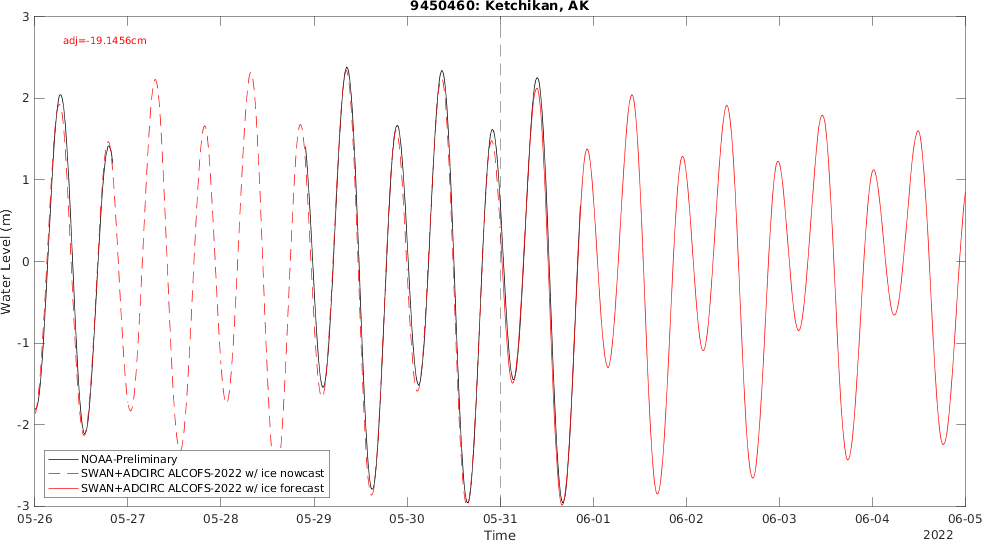 9450460: Ketchikan, AK
adj=-19.1456cm
3
2
1
0
-1
-2
-3
Water Level (m)
NOAA-Preliminary
SWAN+ADCIRC ALCOFS-2022 w/ ice nowcast
SWAN+ADCIRC ALCOFS-2022 w/ ice forecast
05-26 05-27 05-28 05-29 05-30 05-31 06-01 06-02 06-03 06-04 06-05
Time
2022